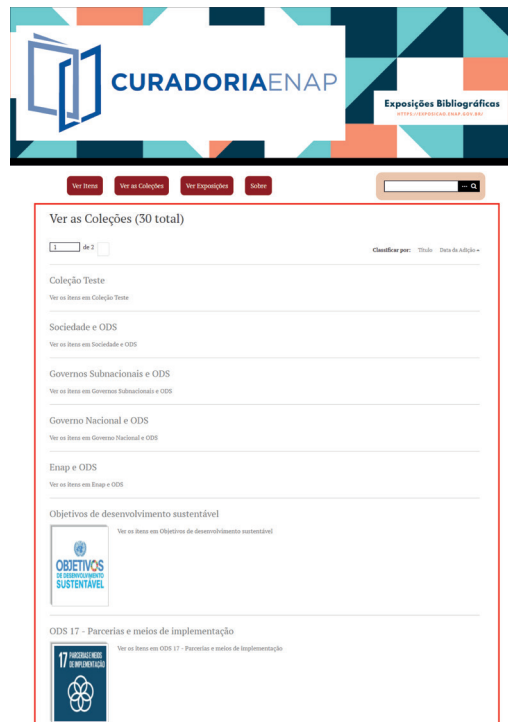 CURADORIAENAP
Exposições Bibliográficas
HTTPS://EXPOSICAO.ENAP.GOV.BR/
Ver Itens
Ver as Coleções
Ver Exposições
Sobre
...
Ver as Coleções (30 total)
1 de 2
Classificar por: Título Data da Adição
Coleção Teste
Ver os itens em Coleção Teste
Sociedade e ODS
Ver os itens em Sociedade e ODS
Governos Subnacionais e ODS
Ver os itens em Governos Subnacionais e ODS
Governo Nacional e ODS
Ver os itens em Governo Nacional e ODS
Enap e ODS
Ver os itens em Enap e ODS
Objetivos de desenvolvimento sustentável
Ver os itens em Objetivos de desenvolvimento sustentável
OBJETIVOS
DE DESENVOLVIMENTO
SUSTENTÁVEL
ODS 17 - Parcerias e meios de implementação
Ver os itens em ODS 17 - Parcerias e meios de implementação
17 PARCERIAS E MEIOS
DE IMPLEMENTAÇÃO